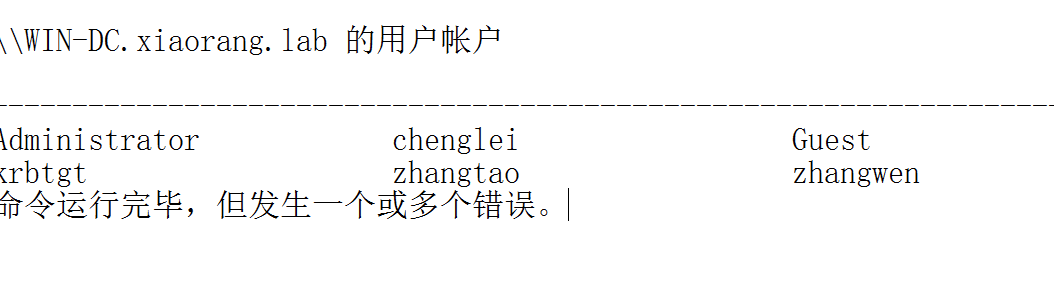 \\WIN-DC.xiaorang.lab 的用户帐户
-------------------------------------------------------------------
Administrator chenglei Guest
krbtgt zhangtao zhangwen
命令运行完毕，但发生一个或多个错误。